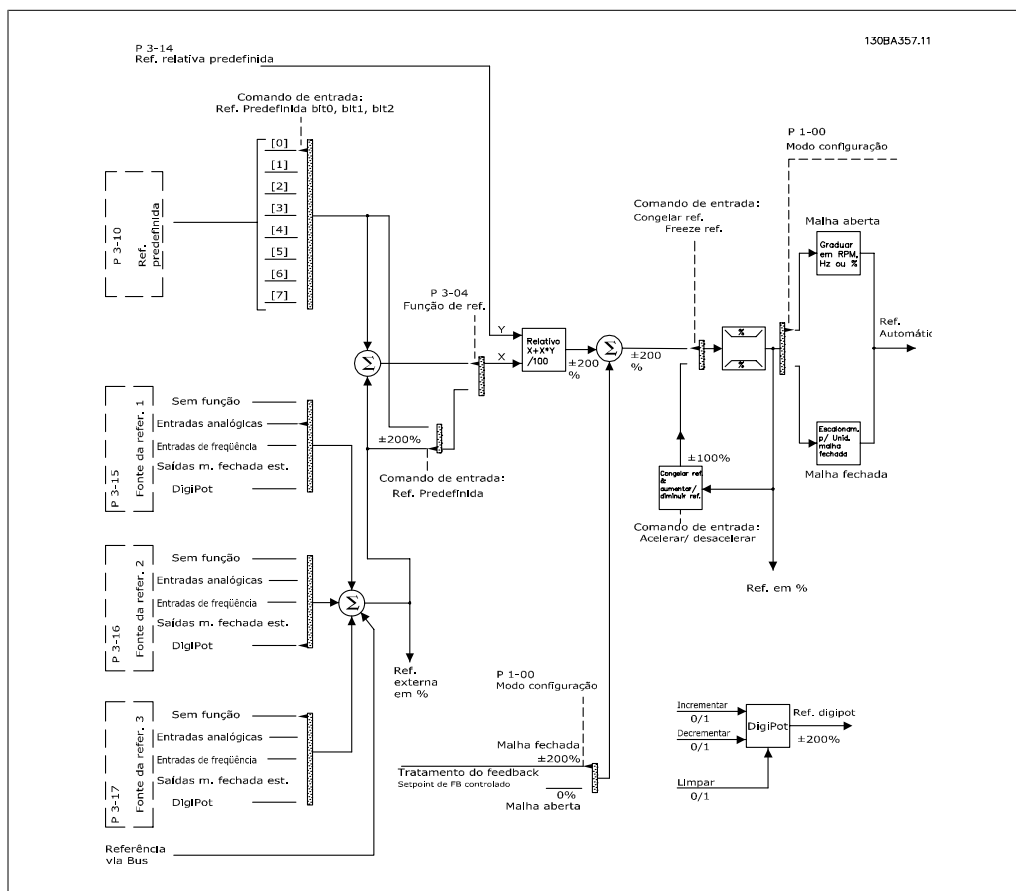 130BA357.11
P 3-14
Ref. relativa predefinida
Comando de entrada:
Ref. Predefinida bit0, bit1, bit2
[0]
[1]
[2]
[3]
[4]
[5]
[6]
[7]
P 3-10
Ref.
predefinida
P 1-00
Modo configuração
Comando de entrada:
Congelar ref.
Freeze ref.
Malha aberta
Graduar
em RPM,
Hz ou %
P 3-04
Função de ref.
Y
X
Relativo
X+X*Y
/100
±200
%
Σ
±200
%
%
%
Ref.
Automátic
Σ
±200%
Comando de entrada:
Ref. Predefinida
±100%
Congelar ref.
&
aumentar/
diminuir ref.
Comando de entrada:
Acelerar/ desacelerar
Escalonam.
p/ Unid.
malha
fechada
Malha fechada
Ref. em %
P 3-15
Fonte da refer. 1
Sem função
Entradas analógicas
Entradas de freqüência
Saídas m. fechada est.
DigiPot
P 3-16
Fonte da refer. 2
Sem função
Entradas analógicas
Entradas de freqüência
Saídas m. fechada est.
DigiPot
Σ
Ref.
externa
em %
P 3-17
Fonte da refer. 3
Sem função
Entradas analógicas
Entradas de freqüência
Saídas m. fechada est.
DigiPot
Referência
via Bus
P 1-00
Modo configuração
Malha fechada
±200%
Tratamento do feedback
Setpoint de FB controlado
0%
Malha aberta
Incrementar
0/1
Decrementar
0/1
Limpar
0/1
DigiPot
Ref. digipot
±200%